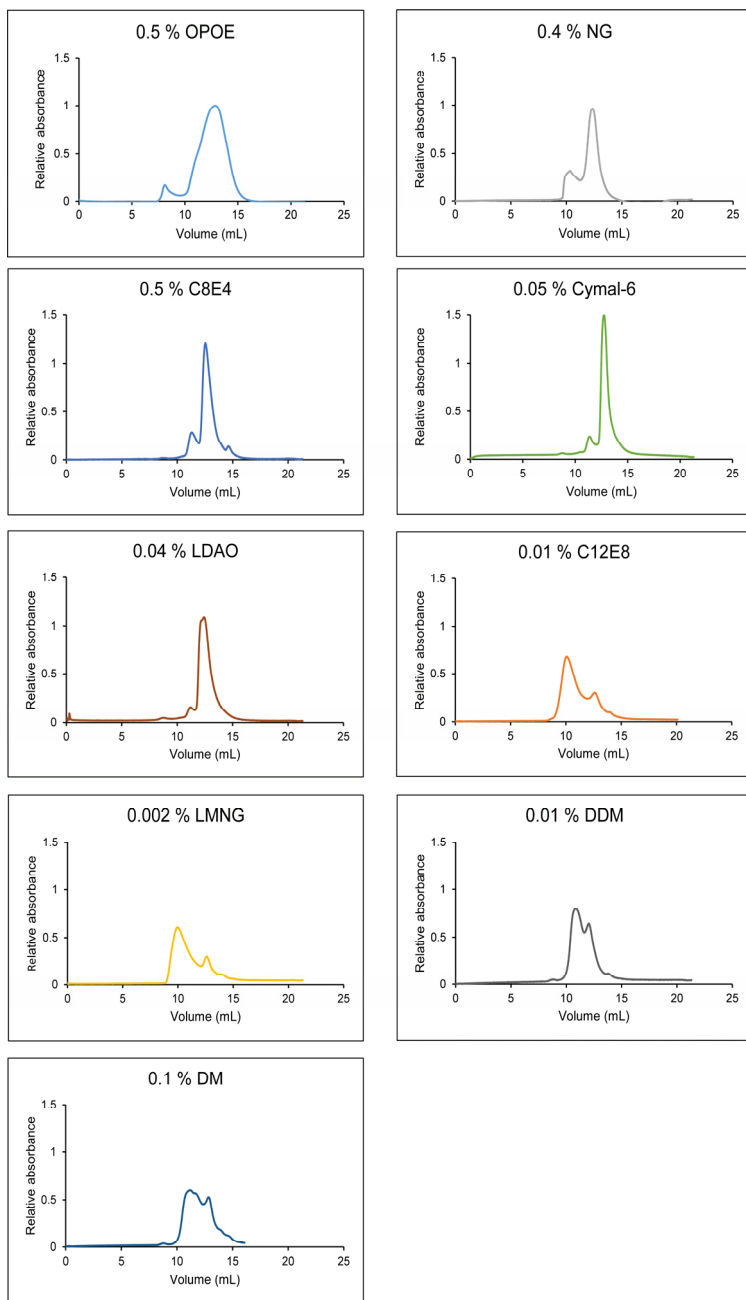 0.5 % OPOE
1.5
1
0.5
0
0 5 10 15 20 25
Relative absorbance
Volume (mL)
0.4 % NG
1.5
1
0.5
0
0 5 10 15 20 25
Relative absorbance
Volume (mL)
0.5 % C8E4
1.5
1
0.5
0
0 5 10 15 20 25
Relative absorbance
Volume (mL)
0.05 % Cymal-6
1.5
1
0.5
0
0 5 10 15 20 25
Relative absorbance
Volume (mL)
0.04 % LDAO
1.5
1
0.5
0
0 5 10 15 20 25
Relative absorbance
Volume (mL)
0.01 % C12E8
1.5
1
0.5
0
0 5 10 15 20 25
Relative absorbance
Volume (mL)
0.002 % LMNG
1.5
1
0.5
0
0 5 10 15 20 25
Relative absorbance
Volume (mL)
0.01 % DDM
1.5
1
0.5
0
0 5 10 15 20 25
Relative absorbance
Volume (mL)
0.1 % DM
1.5
1
0.5
0
0 5 10 15 20 25
Relative absorbance
Volume (mL)